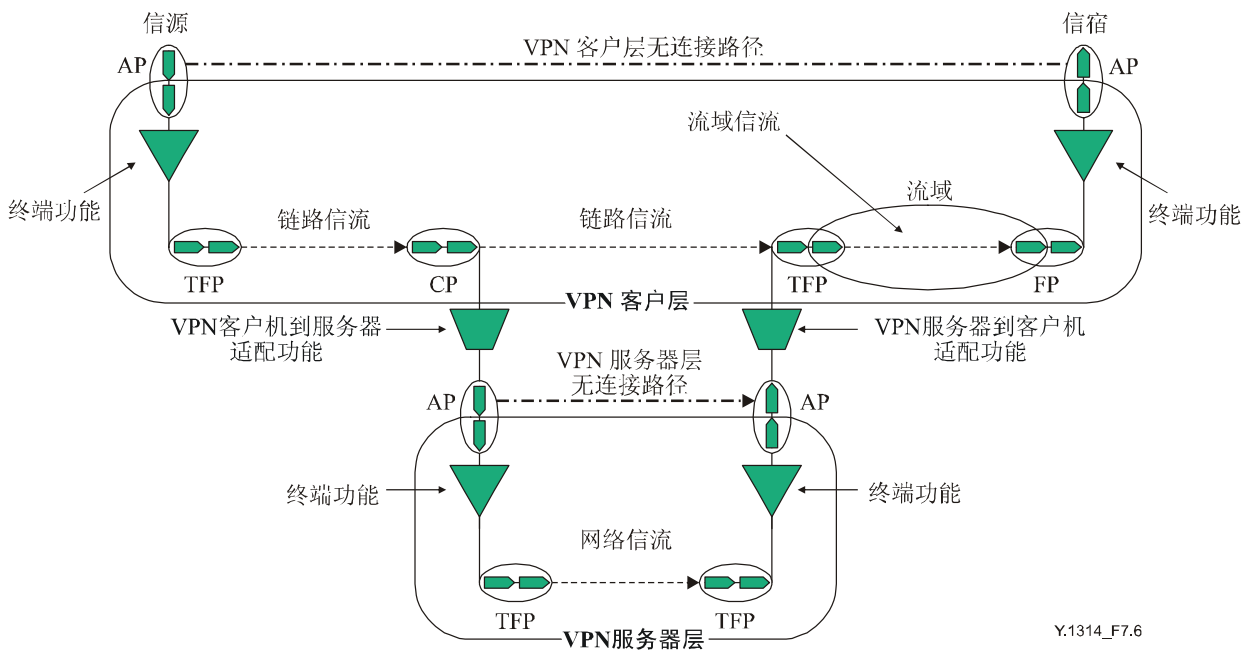 信源
信宿
VPN 客户层无连接路径
AP
AP
流域信流
终端功能
链路信流
链路信流
流域
终端功能
TFP
CP
TFP
FP
VPN 客户层
VPN客户机到服务器
适配功能
VPN服务器到客户机
适配功能
VPN 服务器层
无连接路径
AP
AP
终端功能
终端功能
网络信流
TFP
TFP
VPN服务器层
Y.1314_F7.6